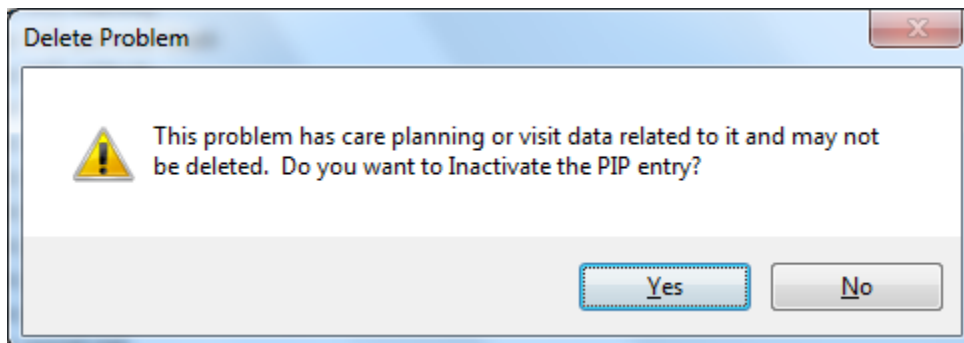 Delete Problem
This problem has care planning or visit data related to it and may not
be deleted.  Do you want to Inactivate the PIP entry?
Yes
No